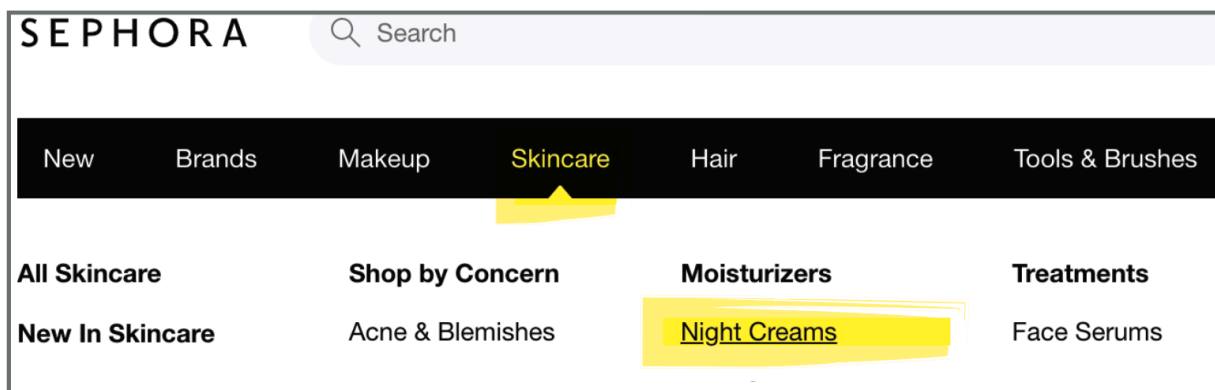 SEPHORA Search
New Brands Makeup Skincare Hair Fragrance Tools & Brushes
All Skincare Shop by Concern Moisturizers Treatments
New In Skincare Acne & Blemishes Night Creams Face Serums